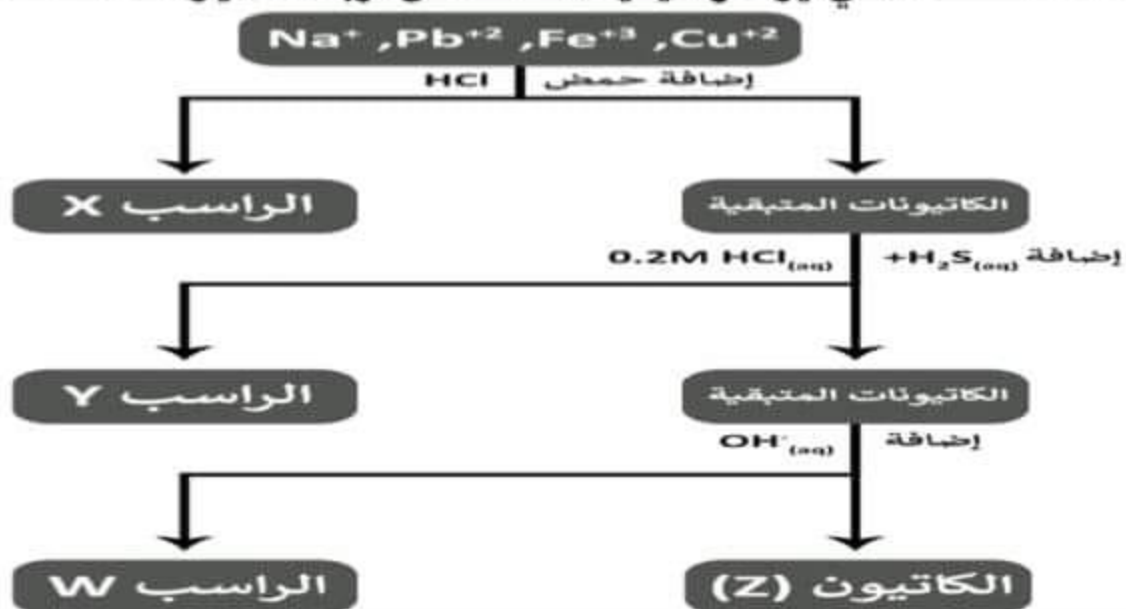 Na⁺ ,Pb⁺² ,Fe⁺³ ,Cu⁺²
إضافة حمض HCl
الراسب X
الكاتيونات المتبقية
إضافة H₂S(aq)+ 0.2M HCl(aq)
الراسب Y
الكاتيونات المتبقية
إضافة OH⁻(aq)
الراسب W
الكاتيون (Z)